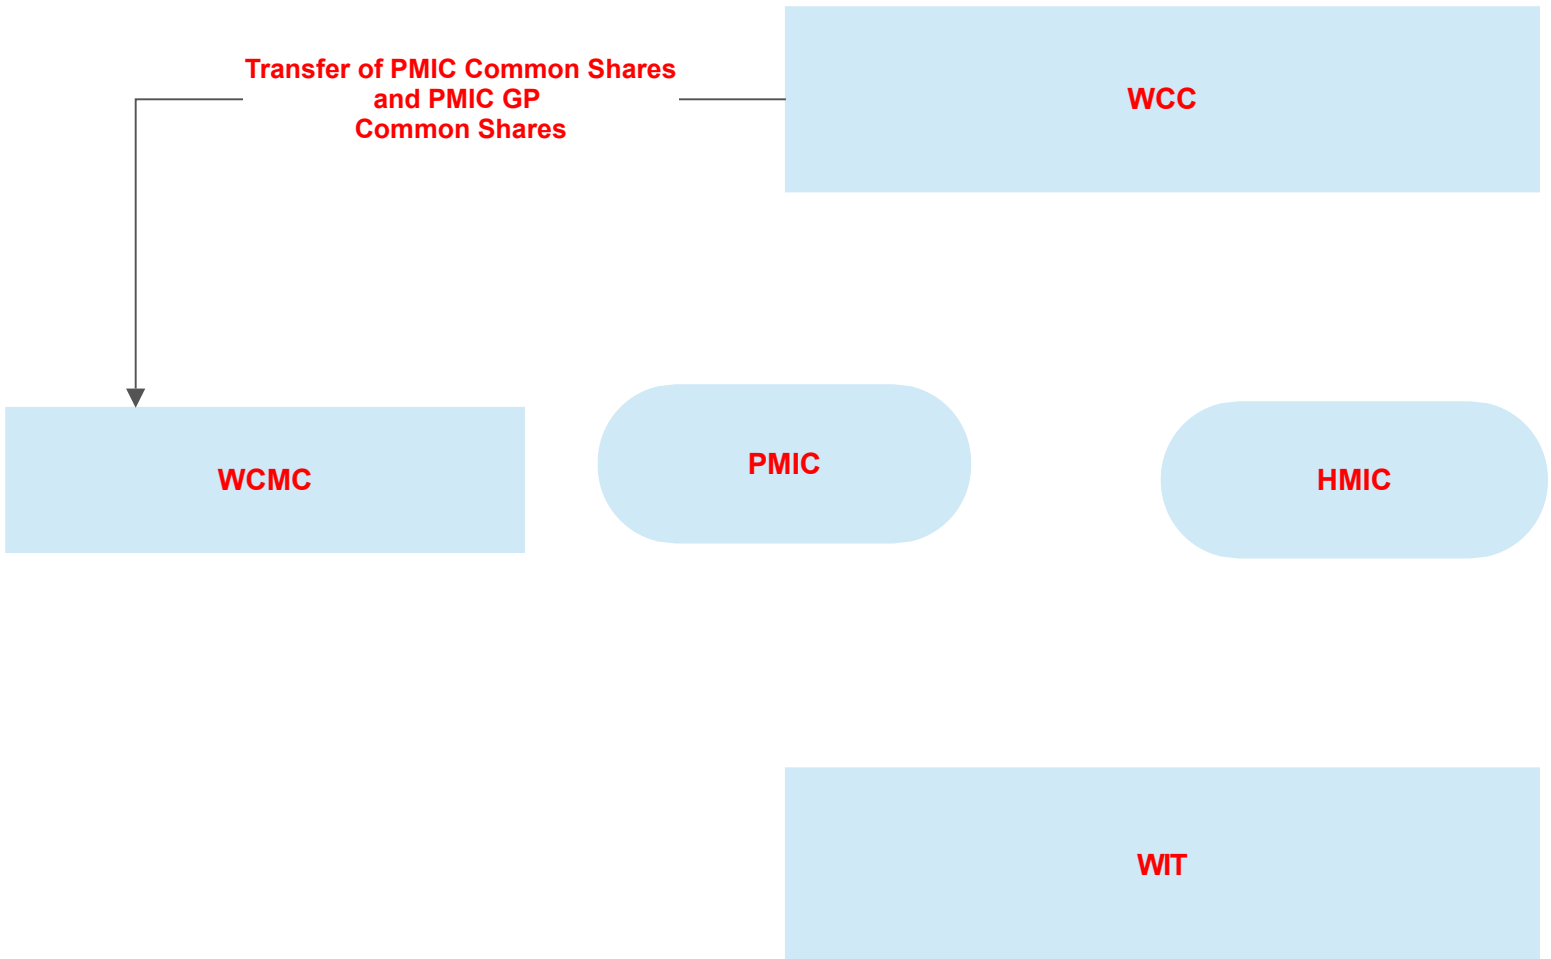 Transfer of PMIC Common Shares
and PMIC GP
Common Shares
WCC
WCMC
PMIC
HMIC
WIT